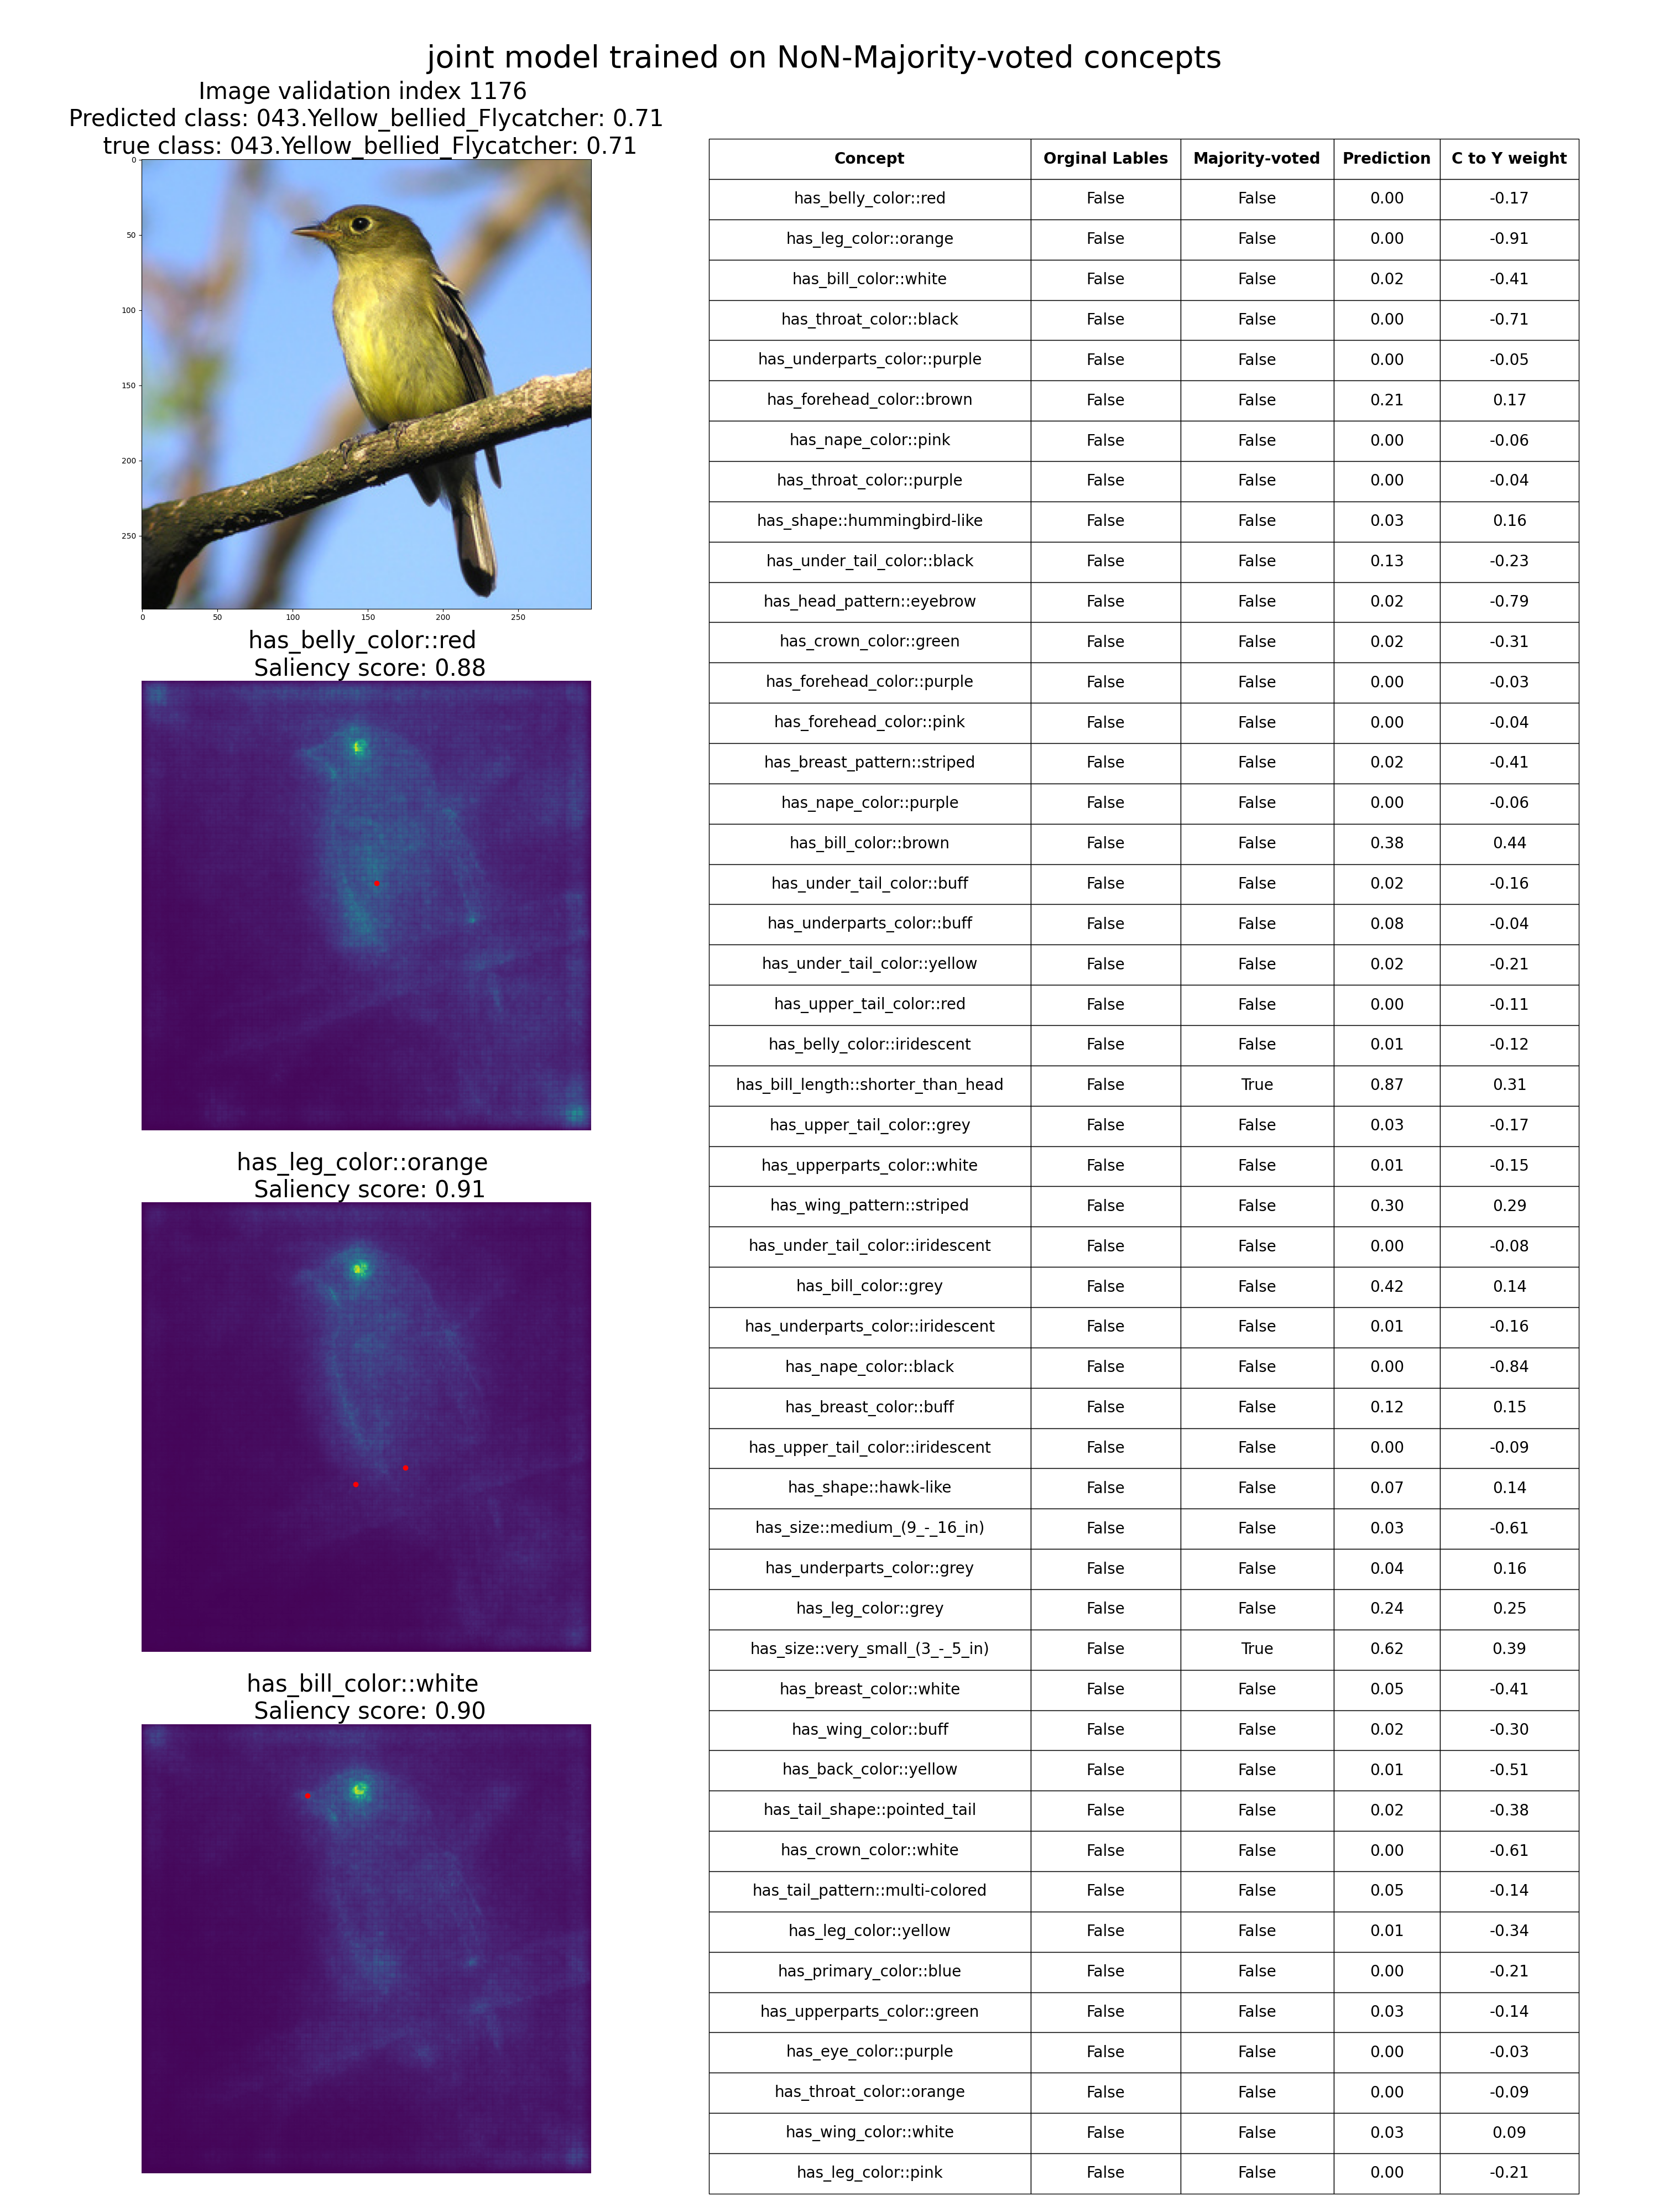 joint model trained on NoN-Majority-voted concepts
Image validation index 1176
Predicted class: 043.Yellow_bellied_Flycatcher: 0.71
true class: 043.Yellow_bellied_Flycatcher: 0.71
0
50
100
150
200
250
0 50 100 150 200 250
has_belly_color::red
Saliency score: 0.88
has_leg_color::orange
Saliency score: 0.91
has_bill_color::white
Saliency score: 0.90
Concept Orginal Lables Majority-voted Prediction C to Y weight
has_belly_color::red False False 0.00 -0.17
has_leg_color::orange False False 0.00 -0.91
has_bill_color::white False False 0.02 -0.41
has_throat_color::black False False 0.00 -0.71
has_underparts_color::purple False False 0.00 -0.05
has_forehead_color::brown False False 0.21 0.17
has_nape_color::pink False False 0.00 -0.06
has_throat_color::purple False False 0.00 -0.04
has_shape::hummingbird-like False False 0.03 0.16
has_under_tail_color::black False False 0.13 -0.23
has_head_pattern::eyebrow False False 0.02 -0.79
has_crown_color::green False False 0.02 -0.31
has_forehead_color::purple False False 0.00 -0.03
has_forehead_color::pink False False 0.00 -0.04
has_breast_pattern::striped False False 0.02 -0.41
has_nape_color::purple False False 0.00 -0.06
has_bill_color::brown False False 0.38 0.44
has_under_tail_color::buff False False 0.02 -0.16
has_underparts_color::buff False False 0.08 -0.04
has_under_tail_color::yellow False False 0.02 -0.21
has_upper_tail_color::red False False 0.00 -0.11
has_belly_color::iridescent False False 0.01 -0.12
has_bill_length::shorter_than_head False True 0.87 0.31
has_upper_tail_color::grey False False 0.03 -0.17
has_upperparts_color::white False False 0.01 -0.15
has_wing_pattern::striped False False 0.30 0.29
has_under_tail_color::iridescent False False 0.00 -0.08
has_bill_color::grey False False 0.42 0.14
has_underparts_color::iridescent False False 0.01 -0.16
has_nape_color::black False False 0.00 -0.84
has_breast_color::buff False False 0.12 0.15
has_upper_tail_color::iridescent False False 0.00 -0.09
has_shape::hawk-like False False 0.07 0.14
has_size::medium_(9_-_16_in) False False 0.03 -0.61
has_underparts_color::grey False False 0.04 0.16
has_leg_color::grey False False 0.24 0.25
has_size::very_small_(3_-_5_in) False True 0.62 0.39
has_breast_color::white False False 0.05 -0.41
has_wing_color::buff False False 0.02 -0.30
has_back_color::yellow False False 0.01 -0.51
has_tail_shape::pointed_tail False False 0.02 -0.38
has_crown_color::white False False 0.00 -0.61
has_tail_pattern::multi-colored False False 0.05 -0.14
has_leg_color::yellow False False 0.01 -0.34
has_primary_color::blue False False 0.00 -0.21
has_upperparts_color::green False False 0.03 -0.14
has_eye_color::purple False False 0.00 -0.03
has_throat_color::orange False False 0.00 -0.09
has_wing_color::white False False 0.03 0.09
has_leg_color::pink False False 0.00 -0.21